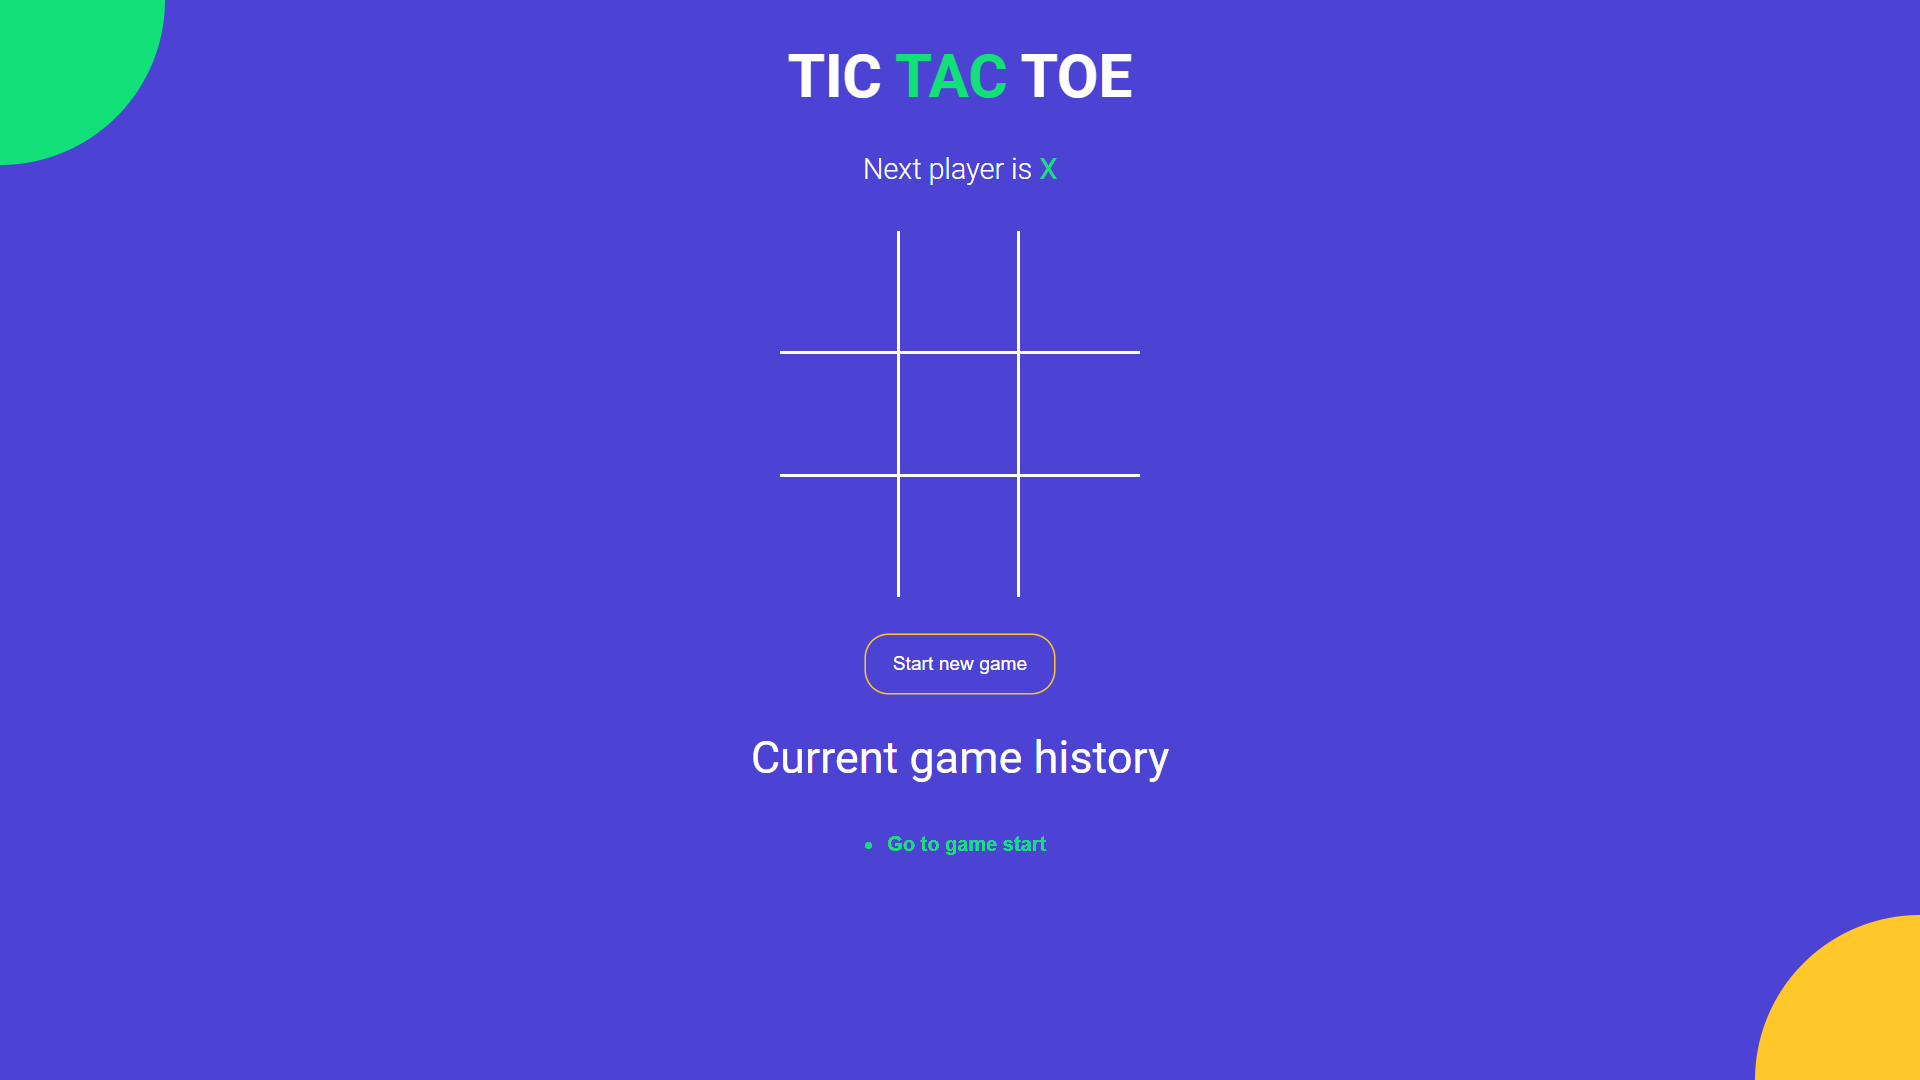 TIC TAC TOE
Next player is X
Start new game
Current game history
Go to game start